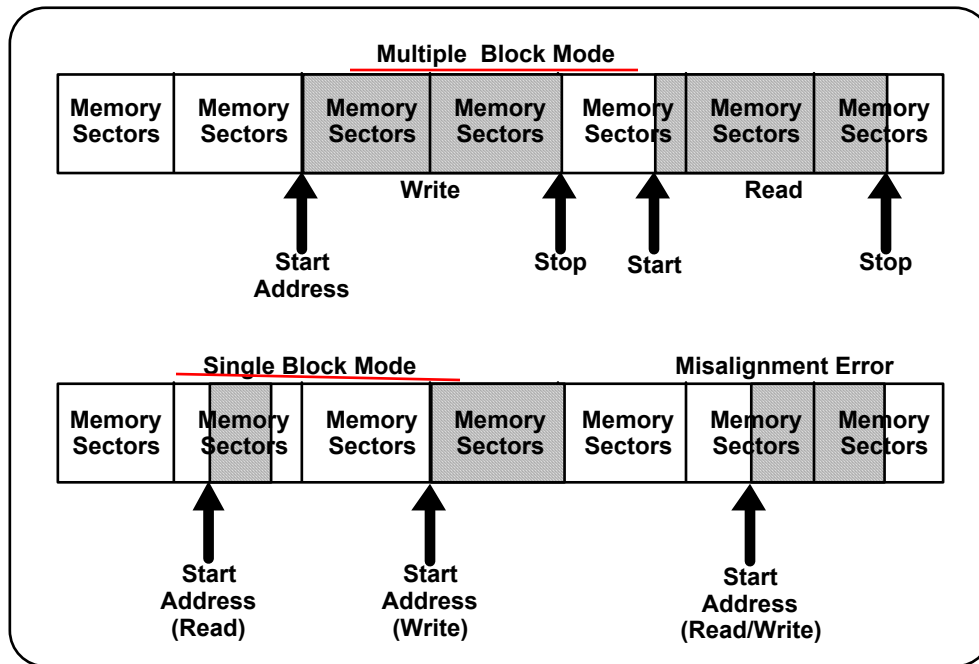 Multiple Block Mode
Memory Sectors Memory Sectors Memory Sectors Memory Sectors Memory Sectors Memory Sectors Memory Sectors
Write Read
Start Address Stop Start Stop
Single Block Mode Misalignment Error
Memory Sectors Memory Sectors Memory Sectors Memory Sectors Memory Sectors Memory Sectors Memory Sectors
Start Address (Read) Start Address (Write) Start Address (Read/Write)